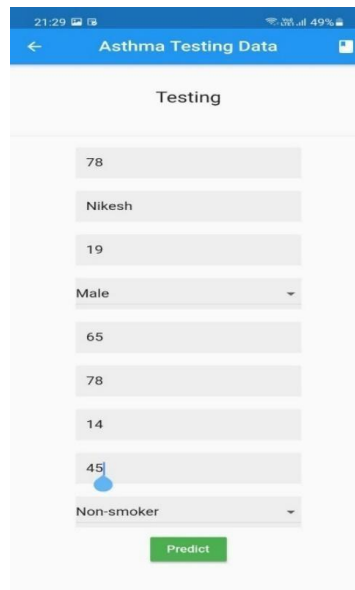 21:29 49%
Asthma Testing Data
Testing
78
Nikesh
19
Male
65
78
14
45
Non-smoker
Predict